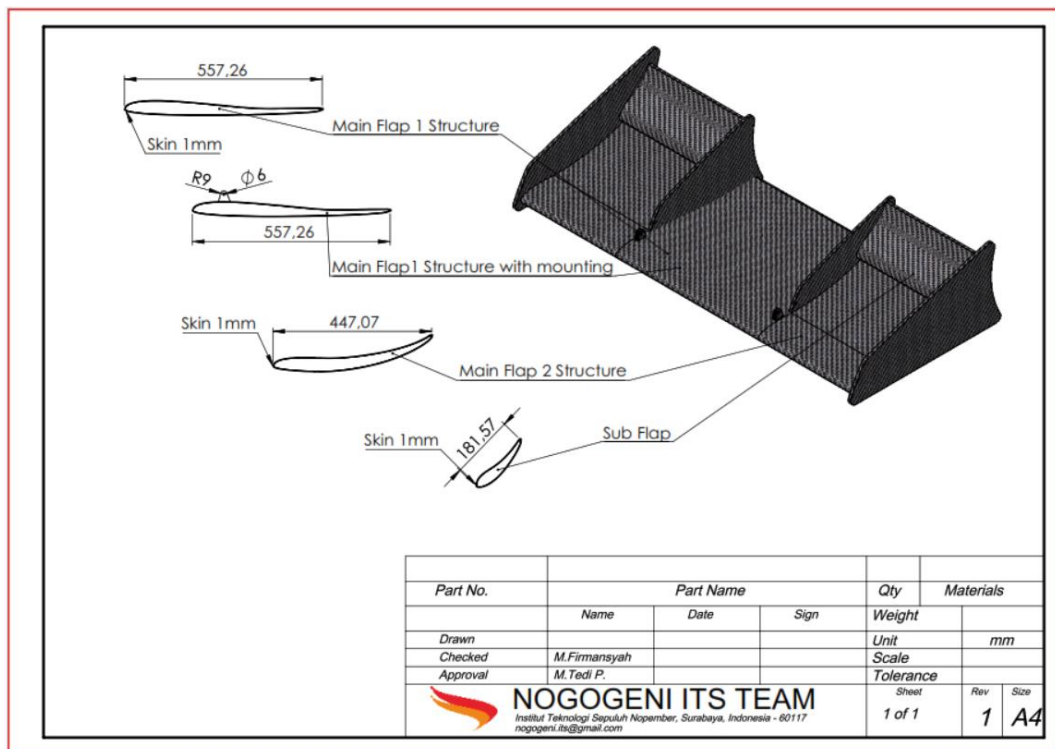 557,26
Main Flap 1 Structure
Skin 1mm
R9
∅6
557,26
Main Flap1 Structure with mounting
Skin 1mm
447,07
Main Flap 2 Structure
Skin 1mm
181,57
Sub Flap
Part No. Part Name Qty Materials
Name Date Sign Weight
Drawn Unit mm
Checked M.Firmansyah Scale
Approval M.Tedi P. Tolerance
NOGOGENI ITS TEAM
Institut Teknologi Sepuluh Nopember, Surabaya, Indonesia - 60117
nogogeni.its@gmail.com
Sheet Rev Size
1 of 1 1 A4